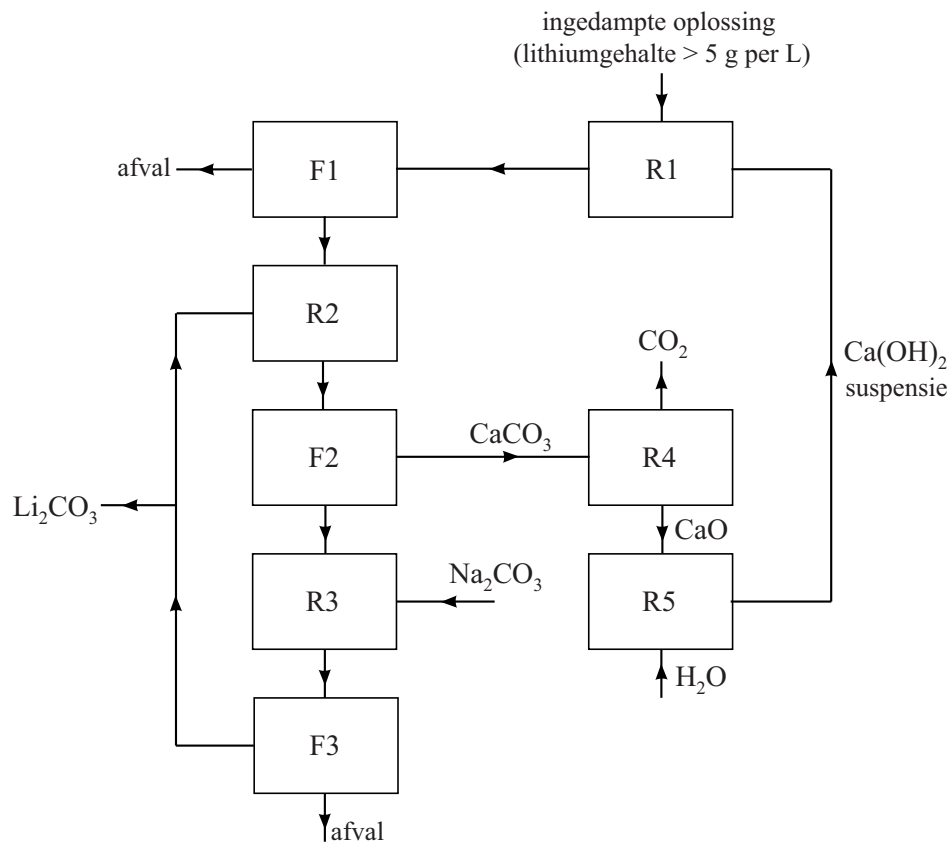 ingedampte oplossing
(lithiumgehalte > 5 g per L)
afval
F1
R1
R2
CO₂
Ca(OH)₂
suspensie
F2
CaCO₃
R4
Li₂CO₃
CaO
R3
Na₂CO₃
R5
H₂O
F3
afval